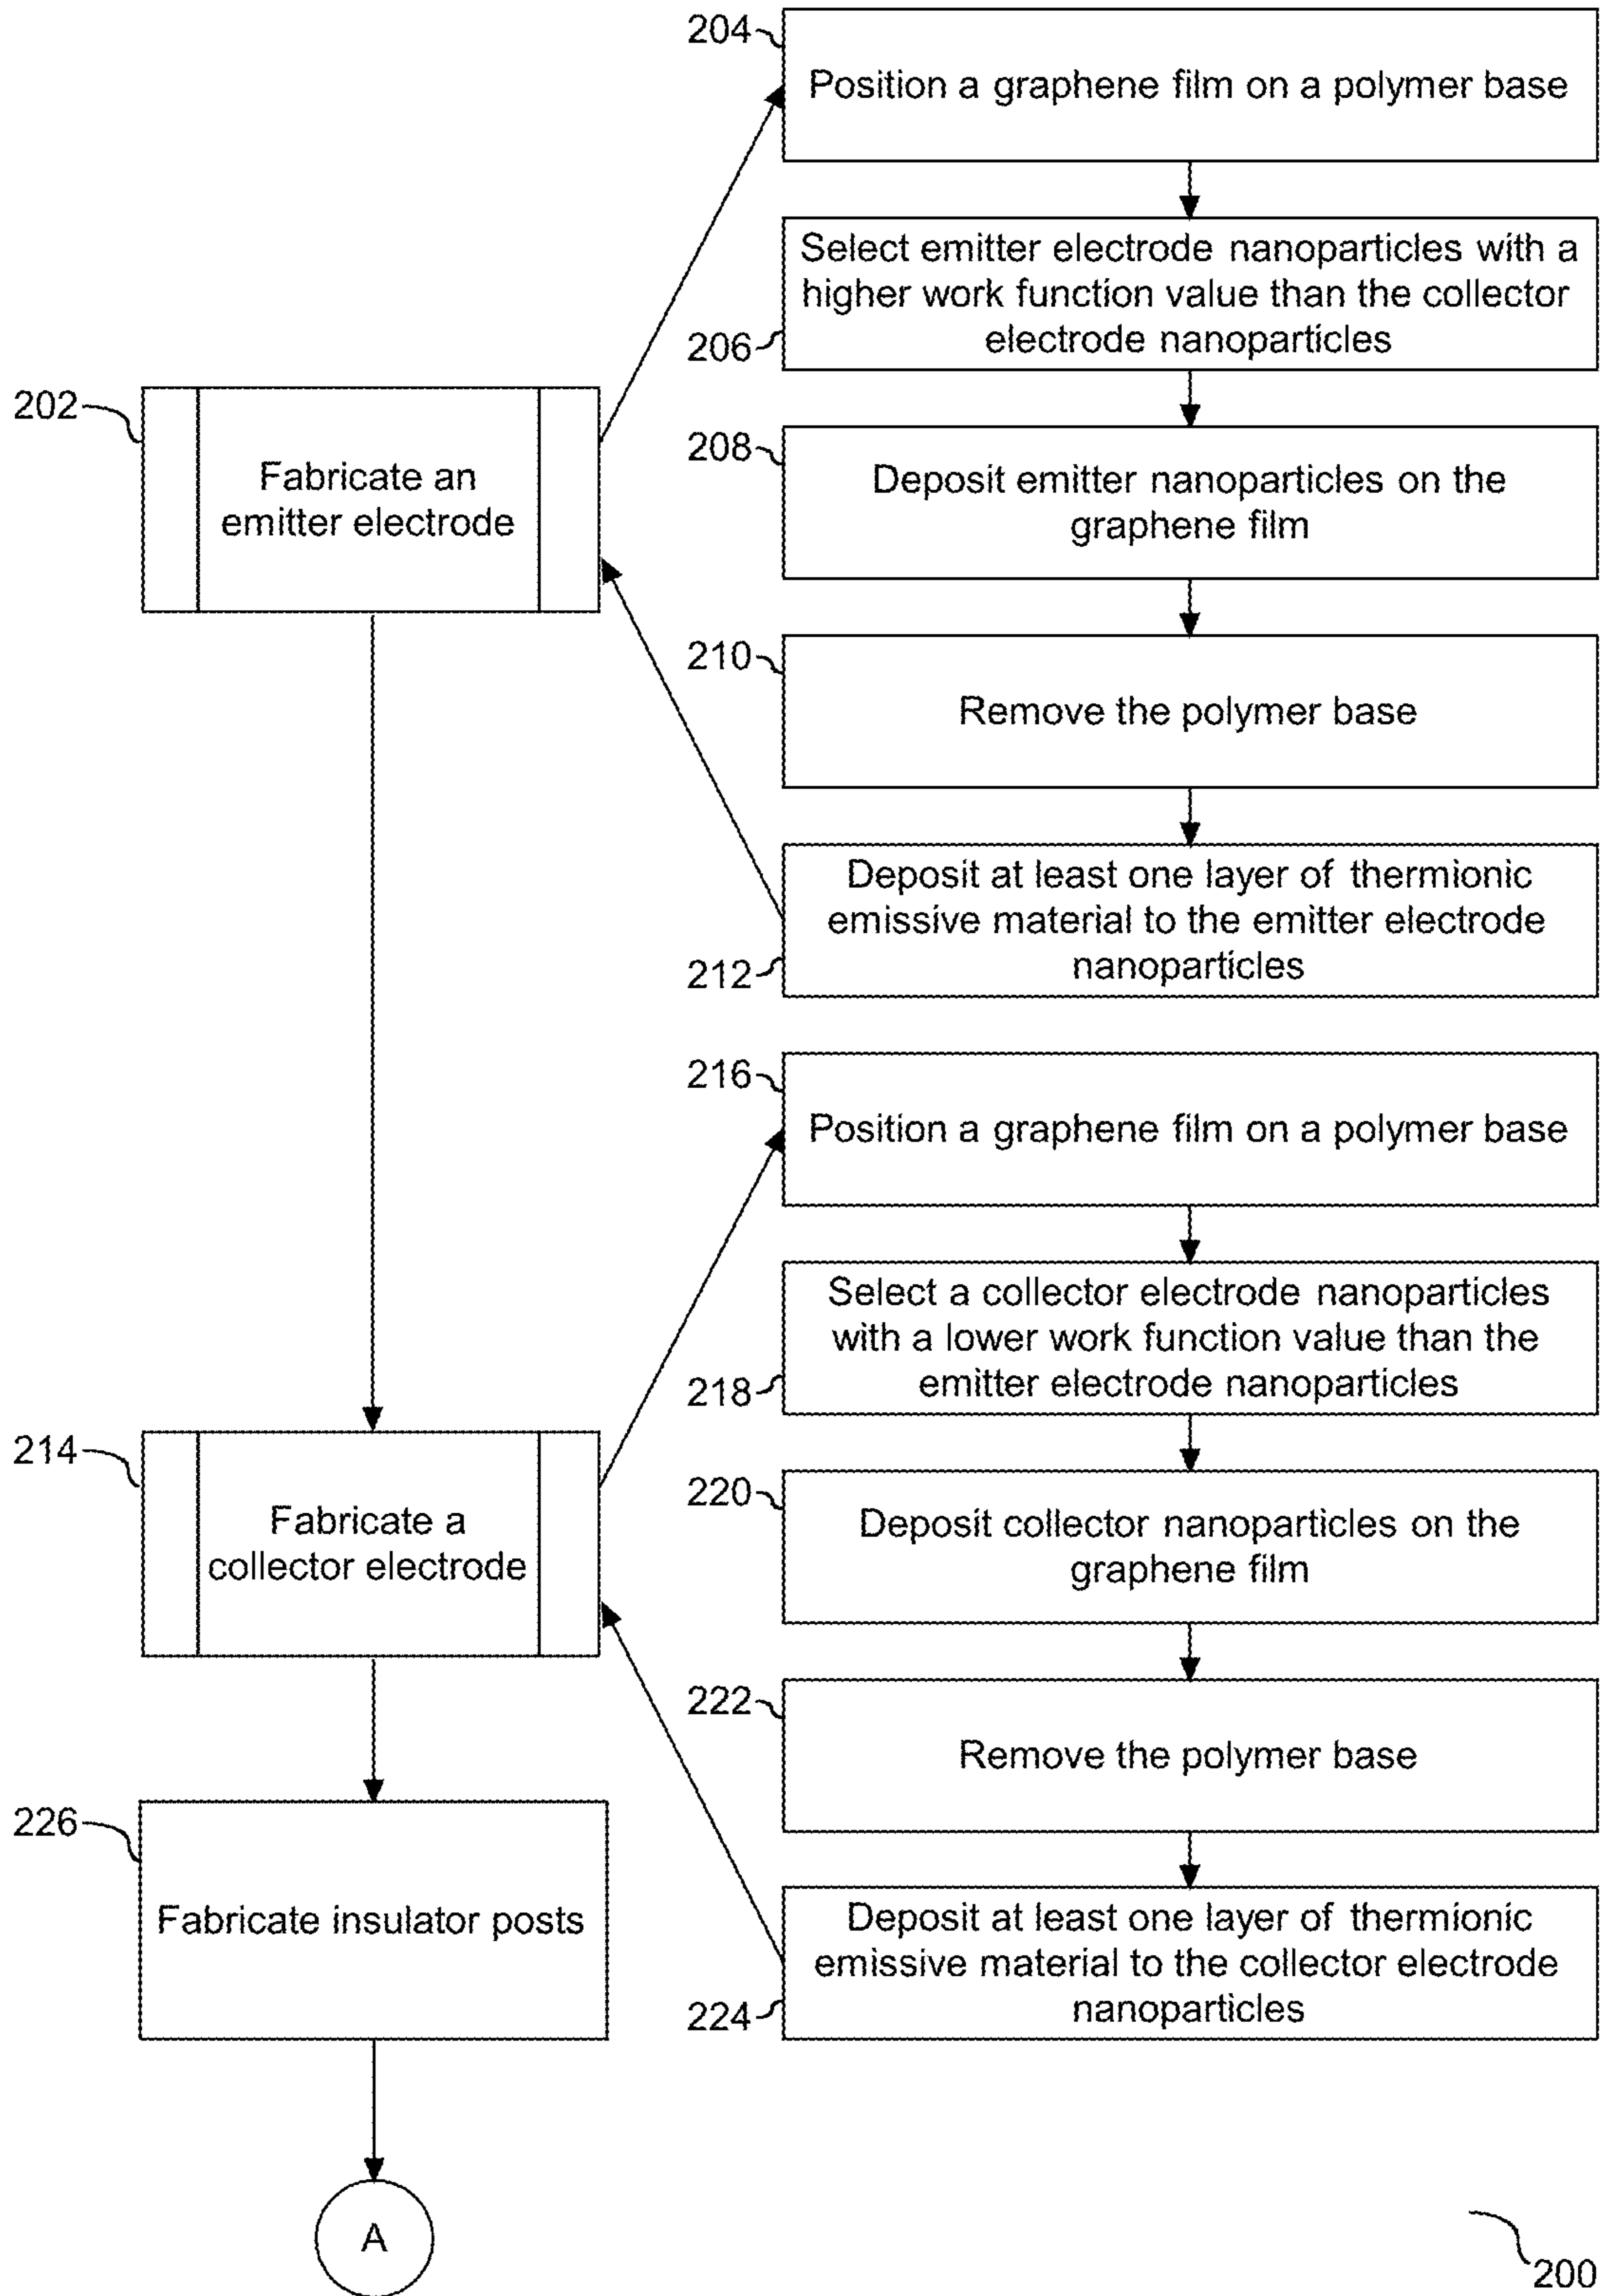 204
Position a graphene film on a polymer base
Select emitter electrode nanoparticles with a
higher work function value than the collector
electrode nanoparticles
206
202
Fabricate an
emitter electrode
208
Deposit emitter nanoparticles on the
graphene film
210
Remove the polymer base
Deposit at least one layer of thermionic
emissive material to the emitter electrode
nanoparticles
212
216
Position a graphene film on a polymer base
Select a collector electrode nanoparticles
with a lower work function value than the
emitter electrode nanoparticles
218
214
Fabricate a
collector electrode
220
Deposit collector nanoparticles on the
graphene film
222
Remove the polymer base
226
Fabricate insulator posts
Deposit at least one layer of thermionic
emissive material to the collector electrode
nanoparticles
224
A
200